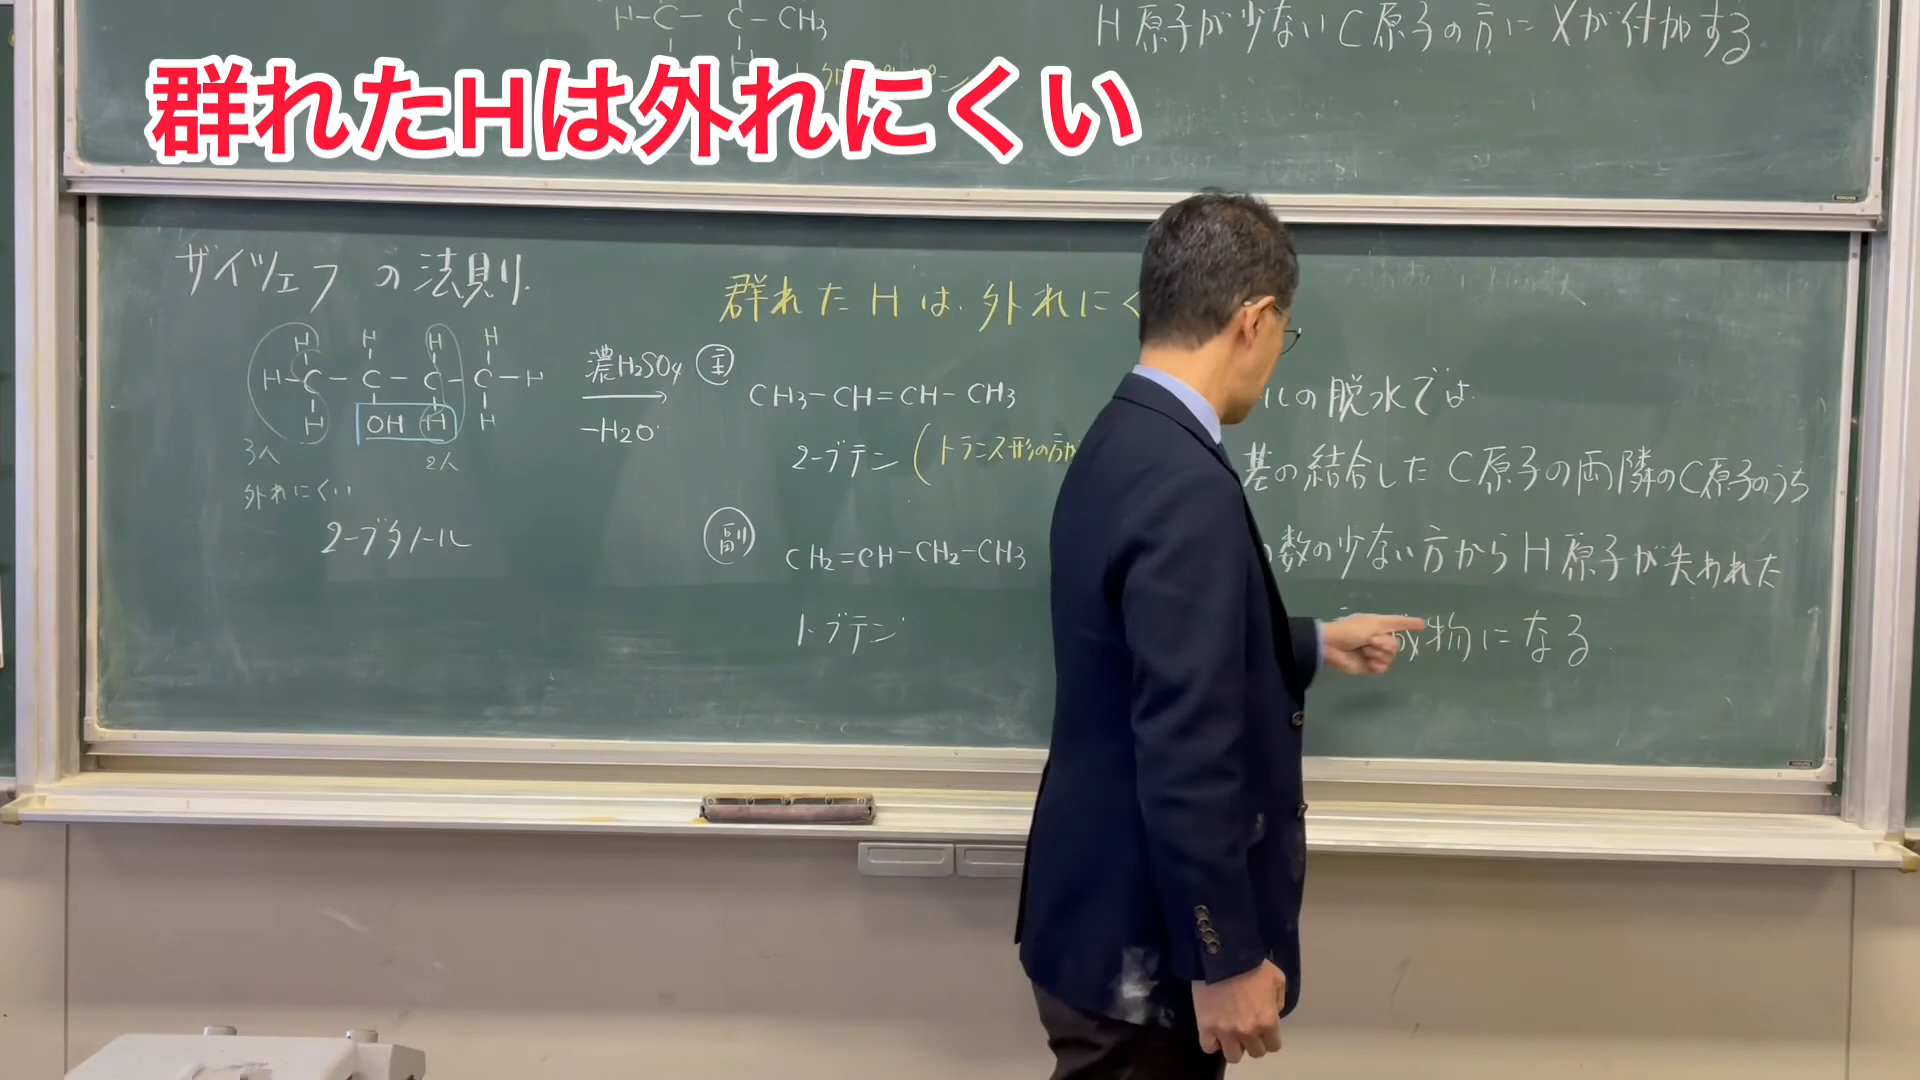 H-C- C-CH3
H
H原子が少ないC原子の方にXが付加する
群れたHは外れにくい
ザイツェフの法則
群れたHは外れにく
H H H H
H-C-C-C-C-H
H OH H H
3人 2人
外れにくい
2-ブタノール
濃H2SO4
-H2O
主
CH3-CH=CH-CH3
2-ブテン(トランス形の方が
副
CH2=CH-CH2-CH3
1-ブテン
ルの脱水では
基の結合したC原子の両隣のC原子のうち
数の少ない方からH原子が失われた
成物になる